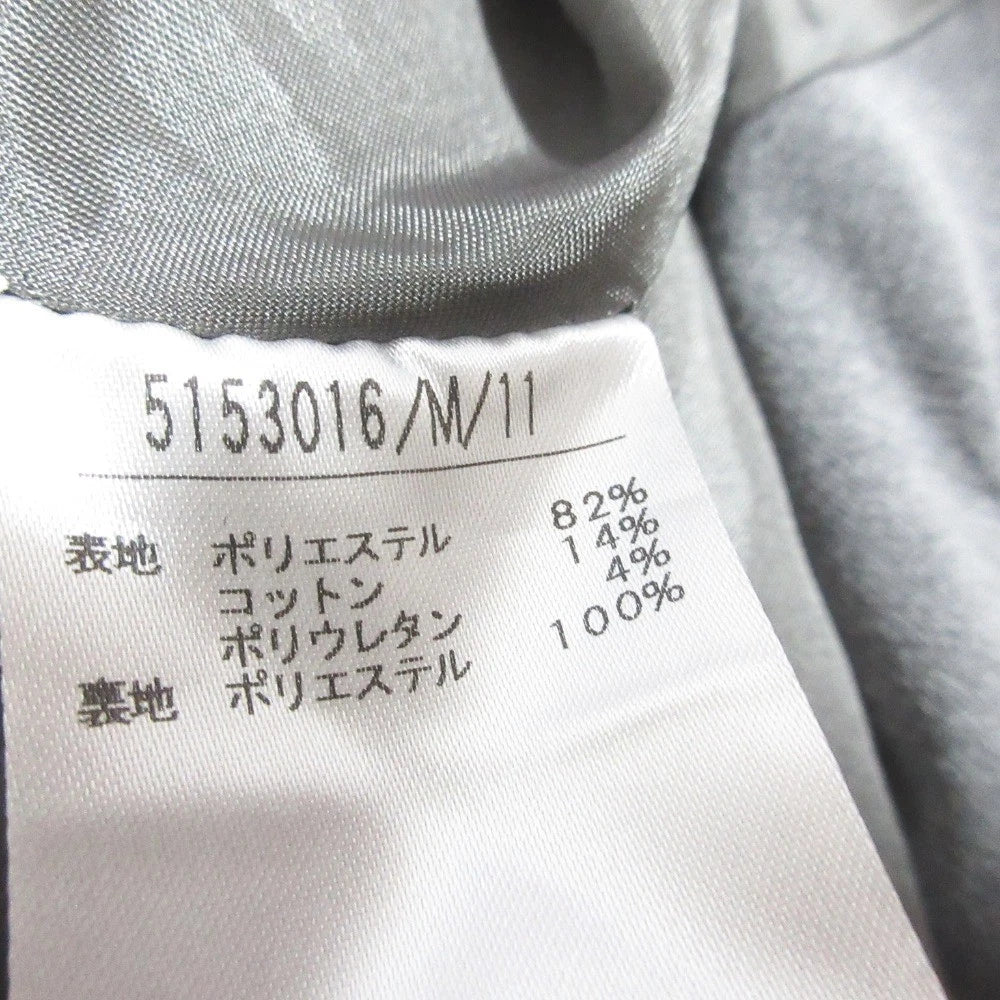 5153016/M/11
表地 ポリエステル 82%
コットン 14%
ポリウレタン 4%
裏地 ポリエステル 100%